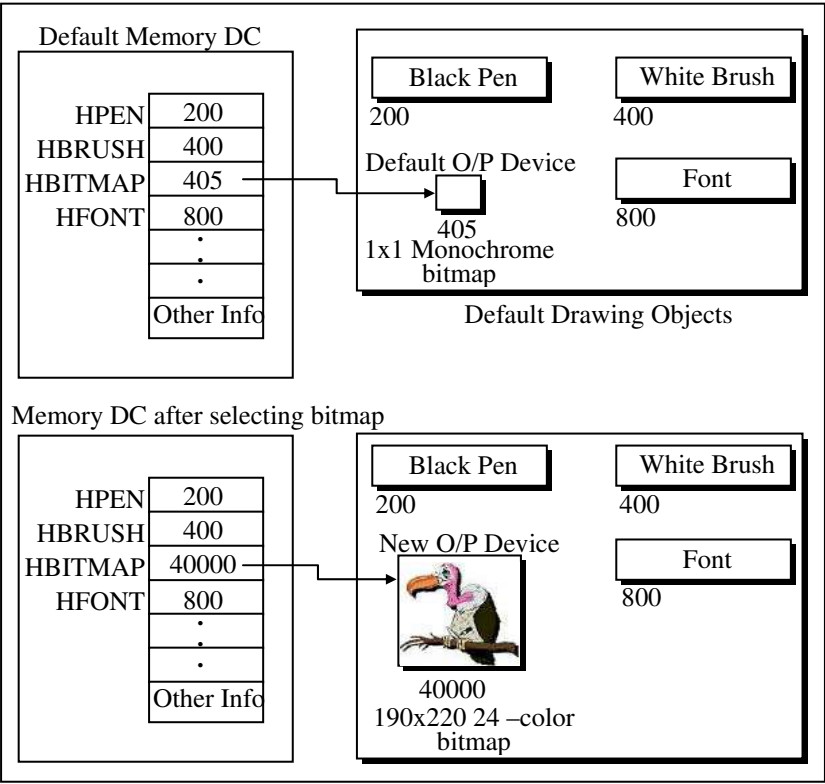 Default Memory DC
HPEN 200
HBRUSH 400
HBITMAP 405
HFONT 800
.
.
.
Other Info
Black Pen
200
White Brush
400
Default O/P Device
405
1x1 Monochrome
bitmap
Font
800
Default Drawing Objects
Memory DC after selecting bitmap
HPEN 200
HBRUSH 400
HBITMAP 40000
HFONT 800
.
.
.
Other Info
Black Pen
200
White Brush
400
New O/P Device
40000
190x220 24 –color
bitmap
Font
800